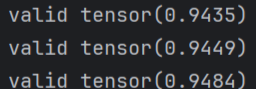 valid tensor(0.9435)
valid tensor(0.9449)
valid tensor(0.9484)